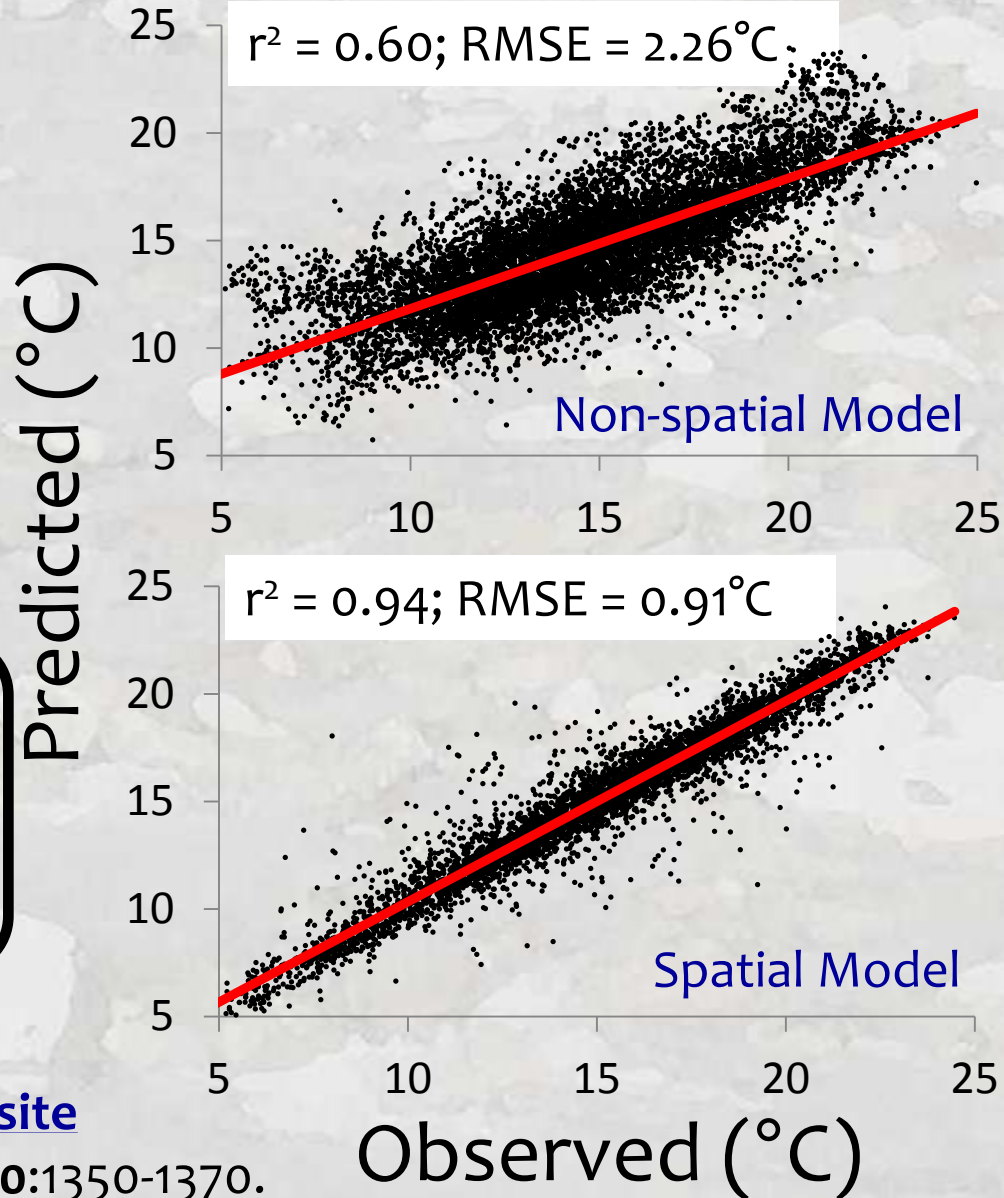 25
r² = 0.60; RMSE = 2.26°C
20
15
10
5
Non-spatial Model
5 10 15 20 25
Predicted (°C)
25
r² = 0.94; RMSE = 0.91°C
20
15
10
5
Spatial Model
5 10 15 20 25
Observed (°C)
site
0:1350-1370.